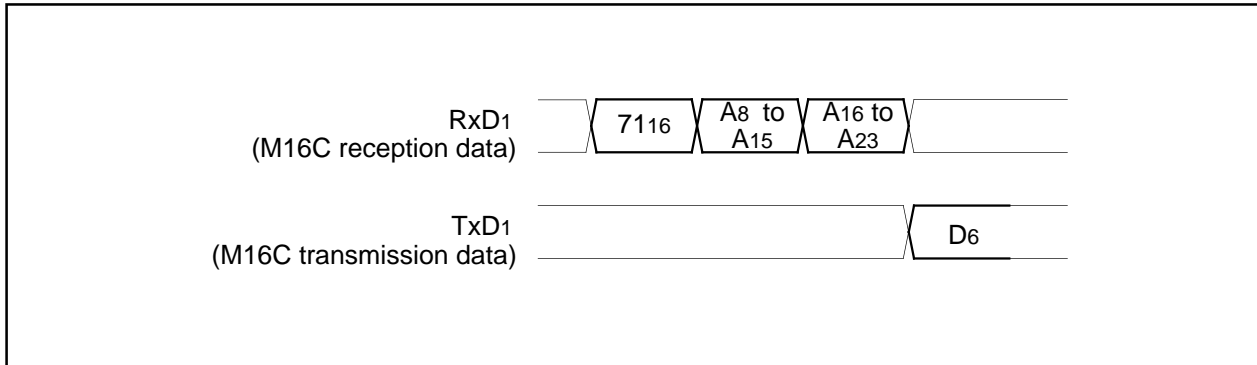 RxD1
(M16C reception data)
7116
A8 to
A15
A16 to
A23
TxD1
(M16C transmission data)
D6